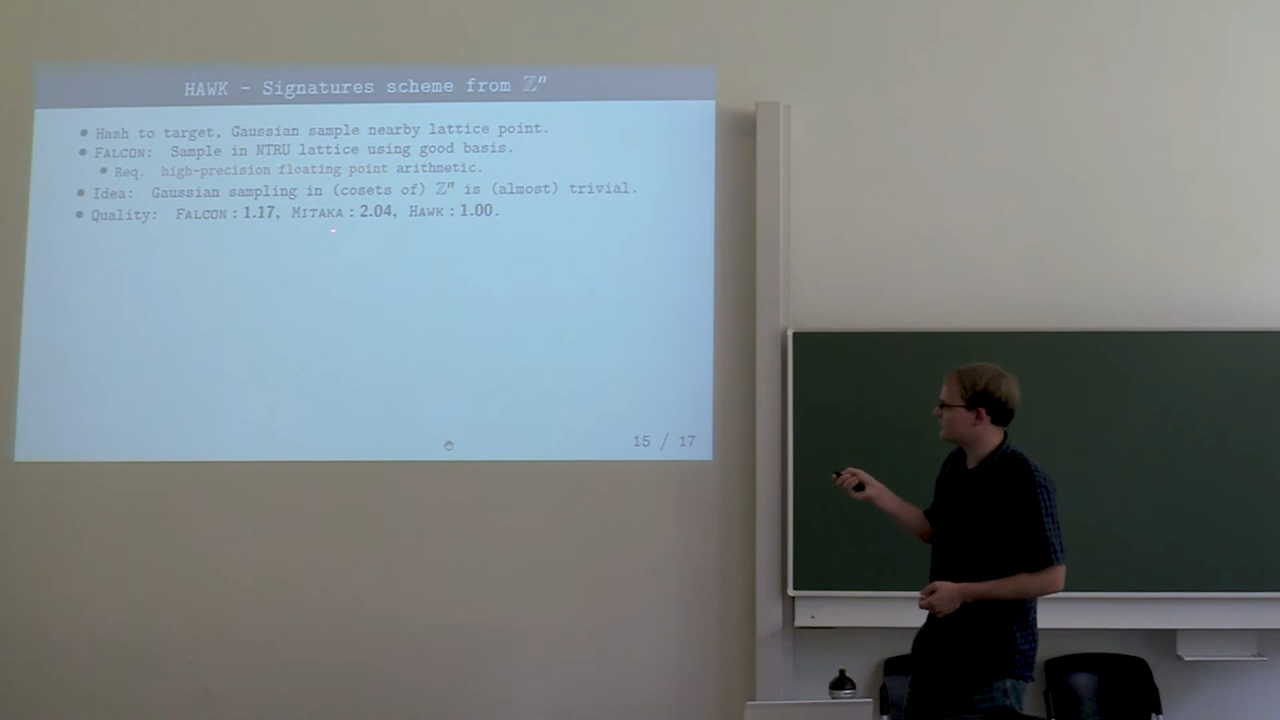 HAWK - Signatures scheme from ℤⁿ
• Hash to target, Gaussian sample nearby lattice point.
• FALCON: Sample in NTRU lattice using good basis.
• Req. high-precision floating point arithmetic.
• Idea: Gaussian sampling in (cosets of) ℤⁿ is (almost) trivial.
• Quality: FALCON : 1.17, MITAKA : 2.04, HAWK : 1.00.
15 / 17